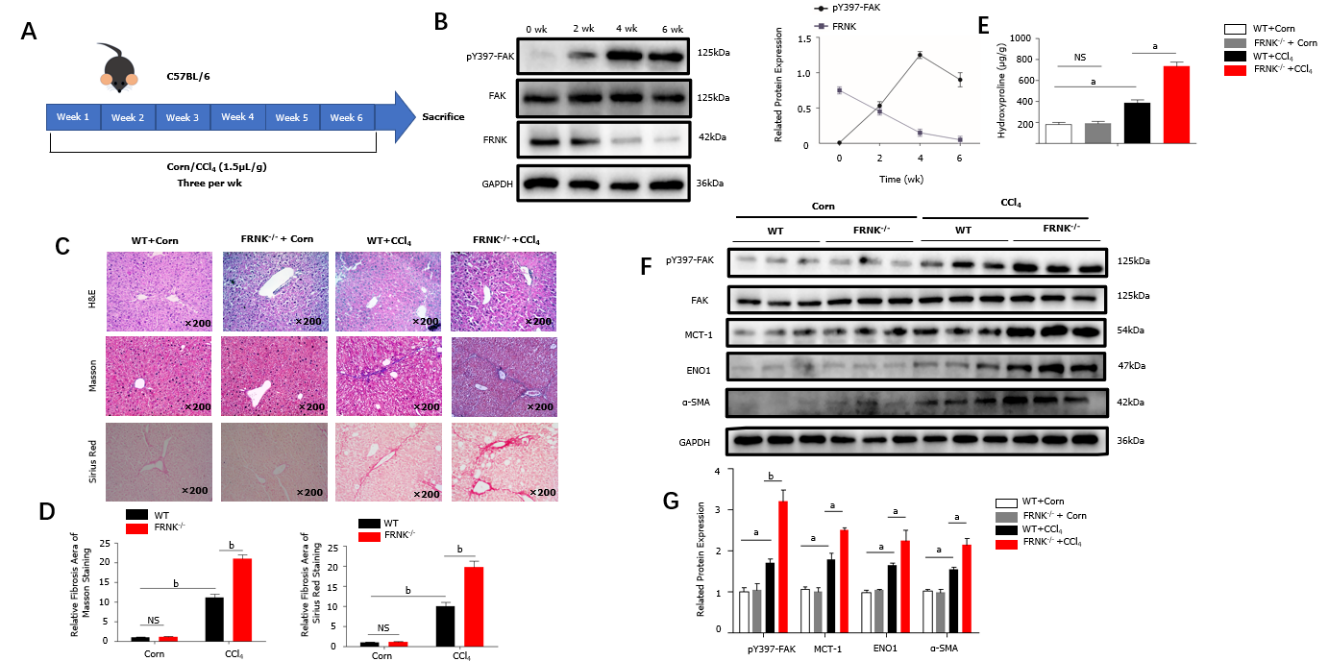 A
C57BL/6
Week 1 Week 2 Week 3 Week 4 Week 5 Week 6
Sacrifice
Corn/CCl₄ (1.5μL/g)
Three per wk
B
0 wk 2 wk 4 wk 6 wk
pY397-FAK 125kDa
FAK 125kDa
FRNK 42kDa
GAPDH 36kDa
pY397-FAK
FRNK
Related Protein Expression
1.5
1.0
0.5
0
0 2 4 6
Time (wk)
E
Hydroxyproline (μg/g)
1000
800
600
400
200
NS
a
a
WT+Corn
FRNK⁻/⁻ + Corn
WT+CCl₄
FRNK⁻/⁻ +CCl₄
C
WT+Corn FRNK⁻/⁻ + Corn WT+CCl₄ FRNK⁻/⁻ +CCl₄
H&E
×200 ×200 ×200 ×200
Masson
×200 ×200 ×200 ×200
Sirius Red
×200 ×200 ×200 ×200
D
WT
FRNK⁻/⁻
Relative Fibrosis Aera of
Masson Staining
25
20
15
10
5
0
NS
b
b
Corn CCl₄
WT
FRNK⁻/⁻
Relative Fibrosis Aera of
Sirius Red Staining
25
20
15
10
5
0
NS
b
b
Corn CCl₄
F
Corn CCl₄
WT FRNK⁻/⁻ WT FRNK⁻/⁻
pY397-FAK 125kDa
FAK 125kDa
MCT-1 54kDa
ENO1 47kDa
α-SMA 42kDa
GAPDH 36kDa
G
Related Protein Expression
4
3
2
1
0
a b
a a
a a
a a
pY397-FAK MCT-1 ENO1 α-SMA
WT+Corn
FRNK⁻/⁻ + Corn
WT+CCl₄
FRNK⁻/⁻ +CCl₄